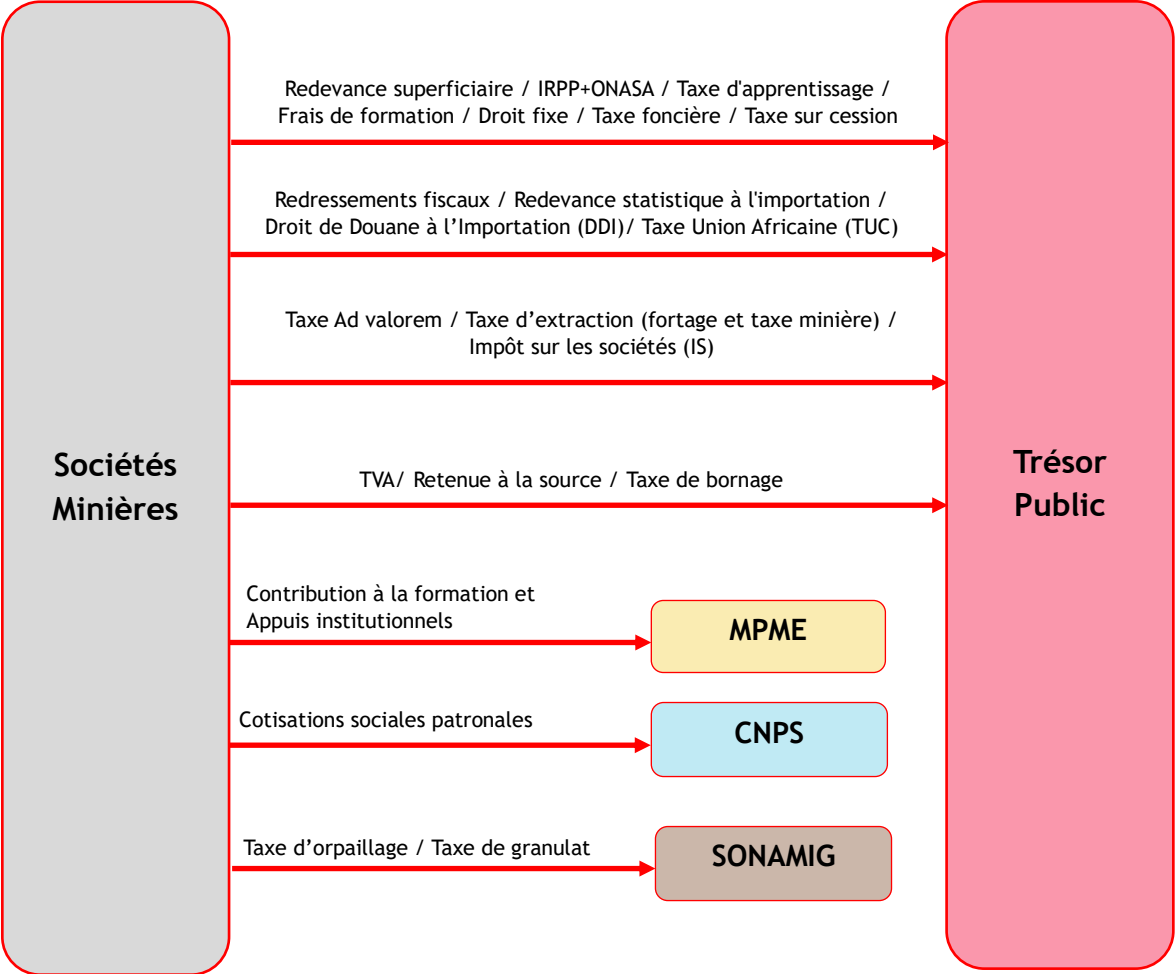 Redevance superficiaire / IRPP+ONASA / Taxe d'apprentissage /
Frais de formation / Droit fixe / Taxe foncière / Taxe sur cession
Redressements fiscaux / Redevance statistique à l'importation /
Droit de Douane à l’Importation (DDI)/ Taxe Union Africaine (TUC)
Taxe Ad valorem / Taxe d’extraction (fortage et taxe minière) /
Impôt sur les sociétés (IS)
Sociétés
Minières
TVA/ Retenue à la source / Taxe de bornage
Trésor
Public
Contribution à la formation et
Appuis institutionnels
MPME
Cotisations sociales patronales
CNPS
Taxe d’orpaillage / Taxe de granulat
SONAMIG